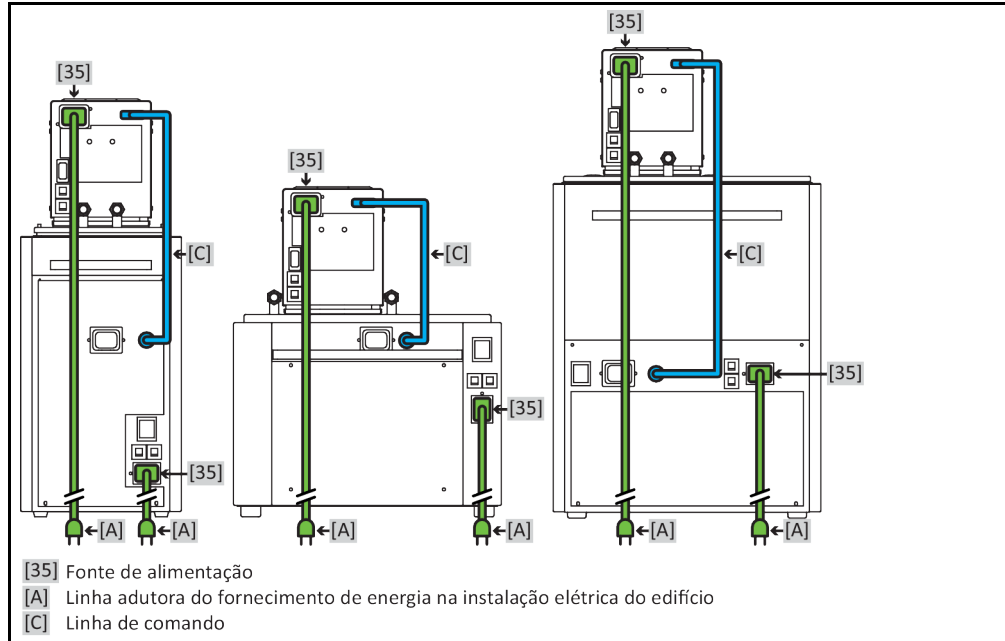 [35]
[35]
[35]
[C]
[C]
[C]
[35]
[35]
[35]
[A]
[A]
[A]
[A]
[A]
[A]
[35] Fonte de alimentação
[A] Linha adutora do fornecimento de energia na instalação elétrica do edifício
[C] Linha de comando